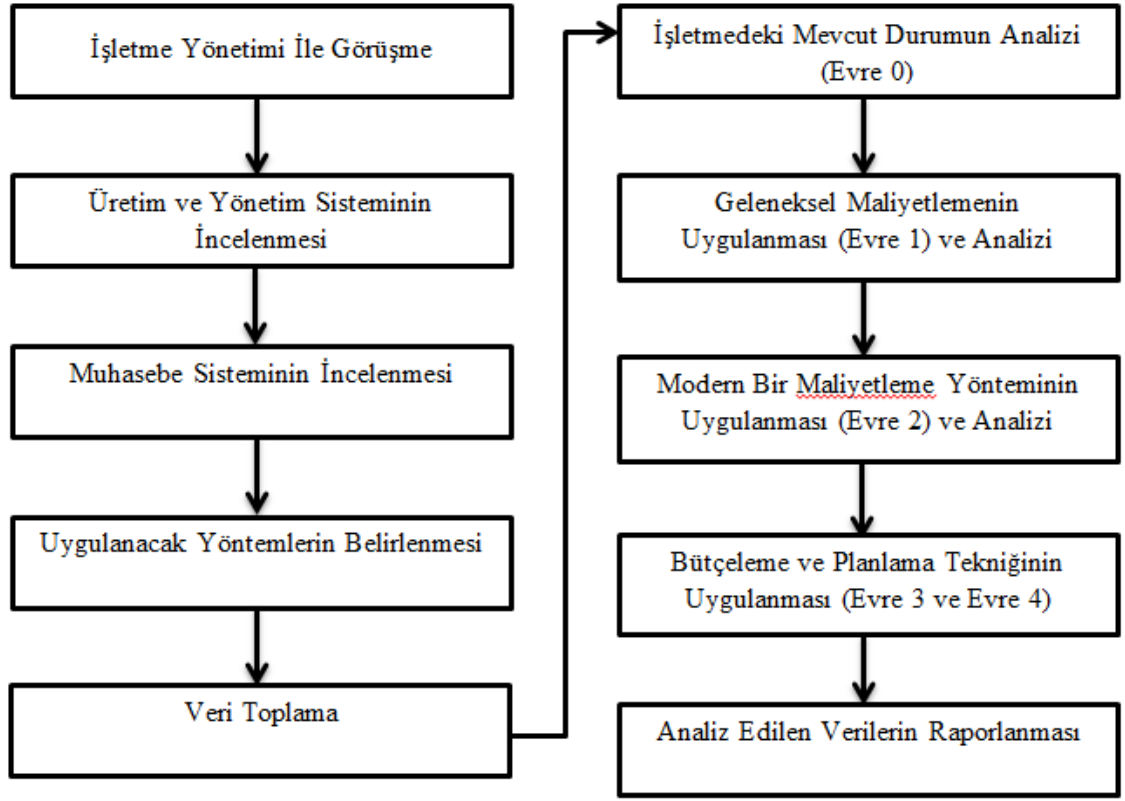 İşletme Yönetimi İle Görüşme
Üretim ve Yönetim Sisteminin
İncelenmesi
Muhasebe Sisteminin İncelenmesi
Uygulanacak Yöntemlerin Belirlenmesi
Veri Toplama
İşletmedeki Mevcut Durumun Analizi
(Evre 0)
Geleneksel Maliyetlemenin
Uygulanması (Evre 1) ve Analizi
Modern Bir Maliyetleme Yönteminin
Uygulanması (Evre 2) ve Analizi
Bütçeleme ve Planlama Tekniğinin
Uygulanması (Evre 3 ve Evre 4)
Analiz Edilen Verilerin Raporlanması